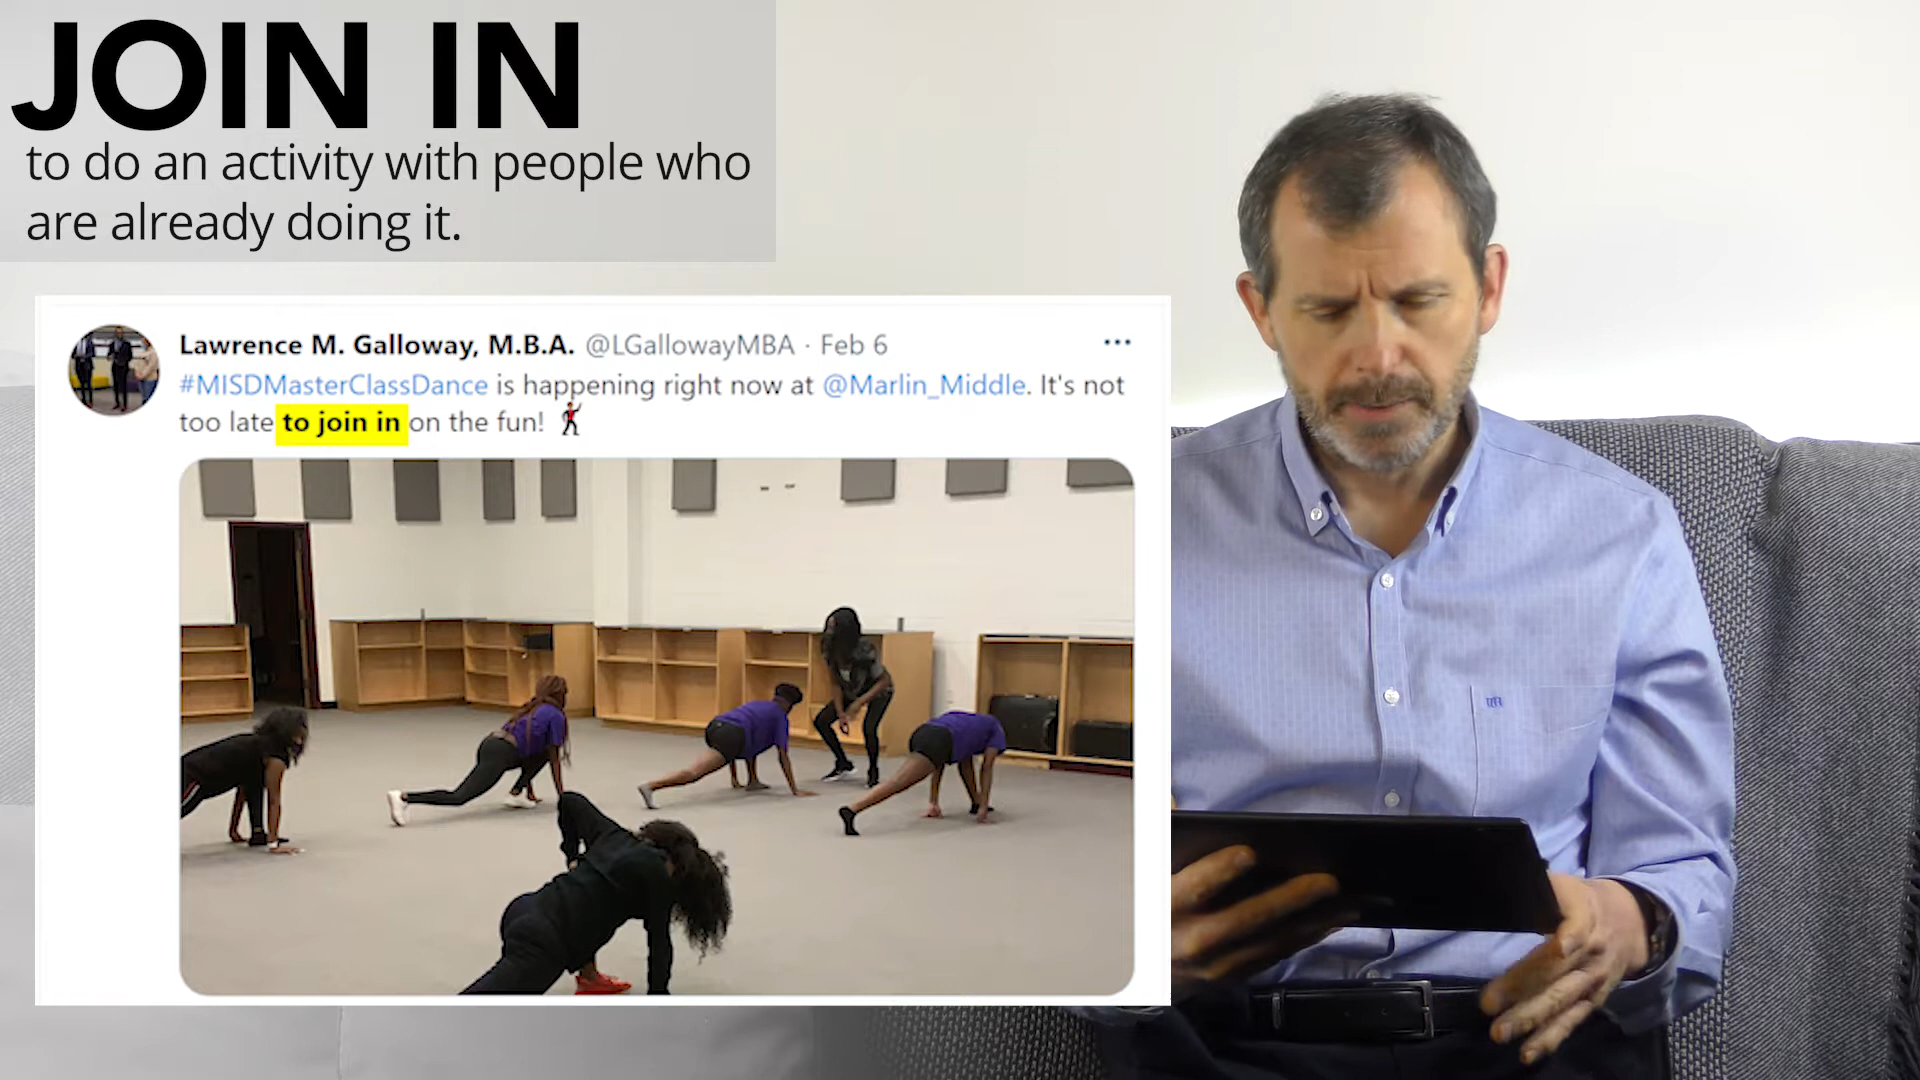 JOIN IN
to do an activity with people who
are already doing it.
Lawrence M. Galloway, M.B.A. @LGallowayMBA · Feb 6
#MISDMasterClassDance is happening right now at @Marlin_Middle. It's not
too late to join in on the fun! 🕺